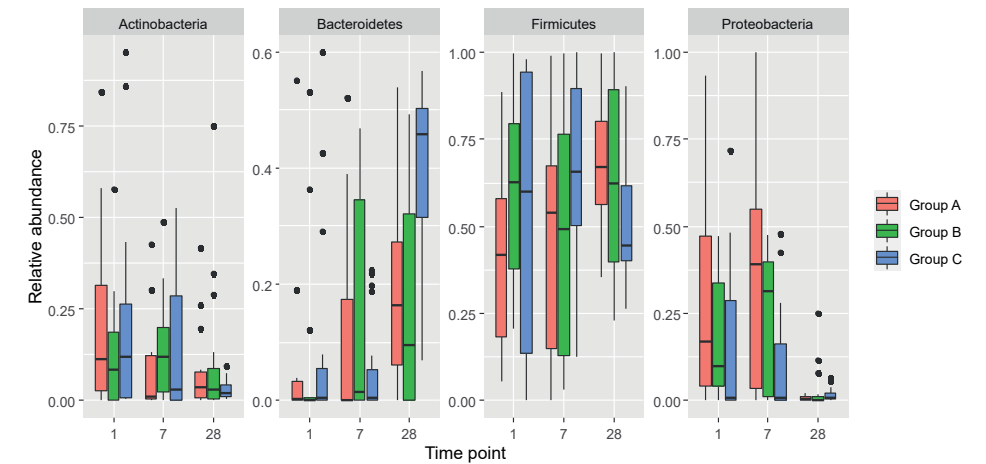 Actinobacteria
Bacteroidetes
Firmicutes
Proteobacteria
Relative abundance
0.75
0.50
0.25
0.00
0.6
0.4
0.2
0.0
1.00
0.75
0.50
0.25
0.00
1.00
0.75
0.50
0.25
0.00
1 7 28
1 7 28
1 7 28
1 7 28
Time point
Group A
Group B
Group C